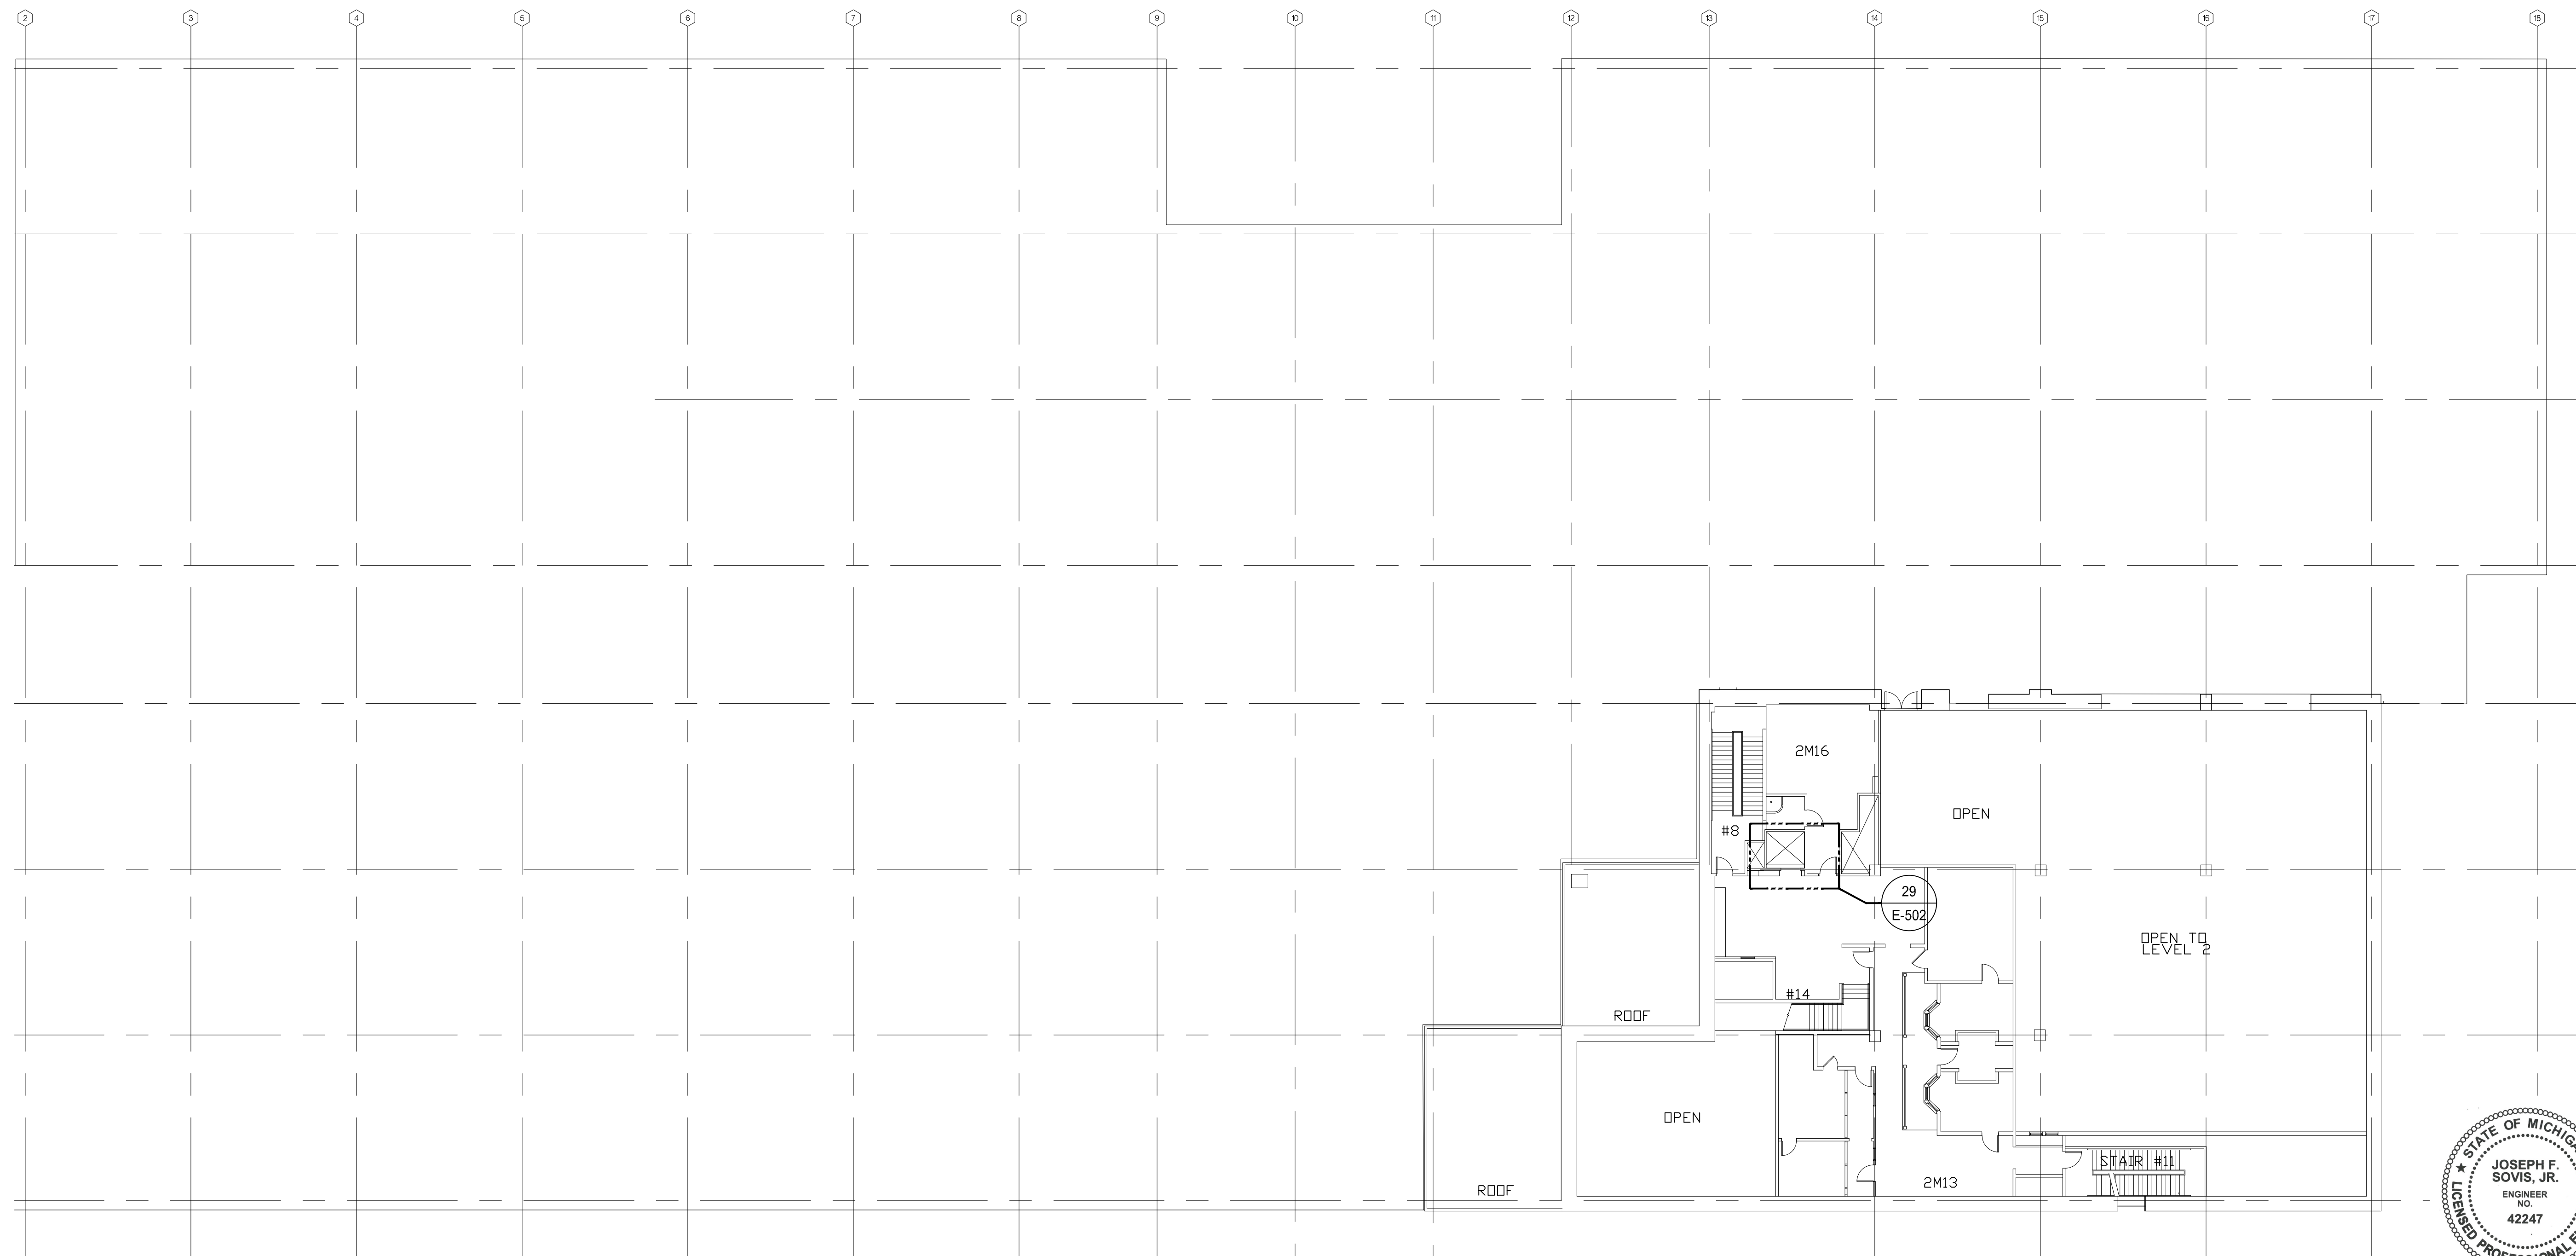 2
3
4
5
6
7
8
9
10
11
12
13
14
15
16
17
18
2M16
OPEN
#8
29
E-502
OPEN TO
LEVEL 2
#14
ROOF
OPEN
STAIR #11
2M13
ROOF
STATE OF
JOSEPH F.
SOVIS, JR.
ENGINEER
NO.
42247
LICENSED